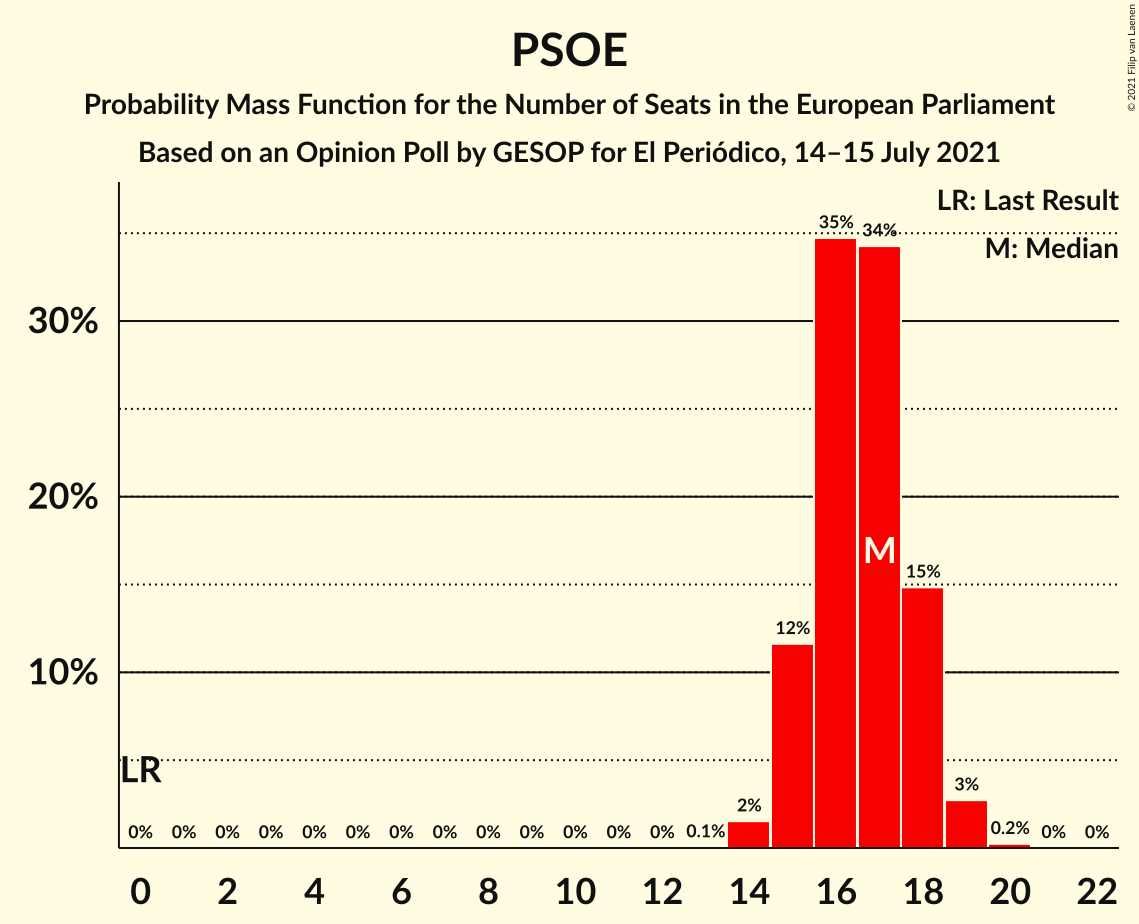 PSOE
Probability Mass Function for the Number of Seats in the European Parliament
Based on an Opinion Poll by GESOP for El Periódico, 14–15 July 2021
© 2021 Filip van Laenen
LR: Last Result
M: Median
35%
34%
30%
20%
M
15%
12%
10%
LR
3%
2%
0% 0% 0% 0% 0% 0% 0% 0% 0% 0% 0% 0% 0% 0.1% 0.2% 0% 0%
0 2 4 6 8 10 12 14 16 18 20 22